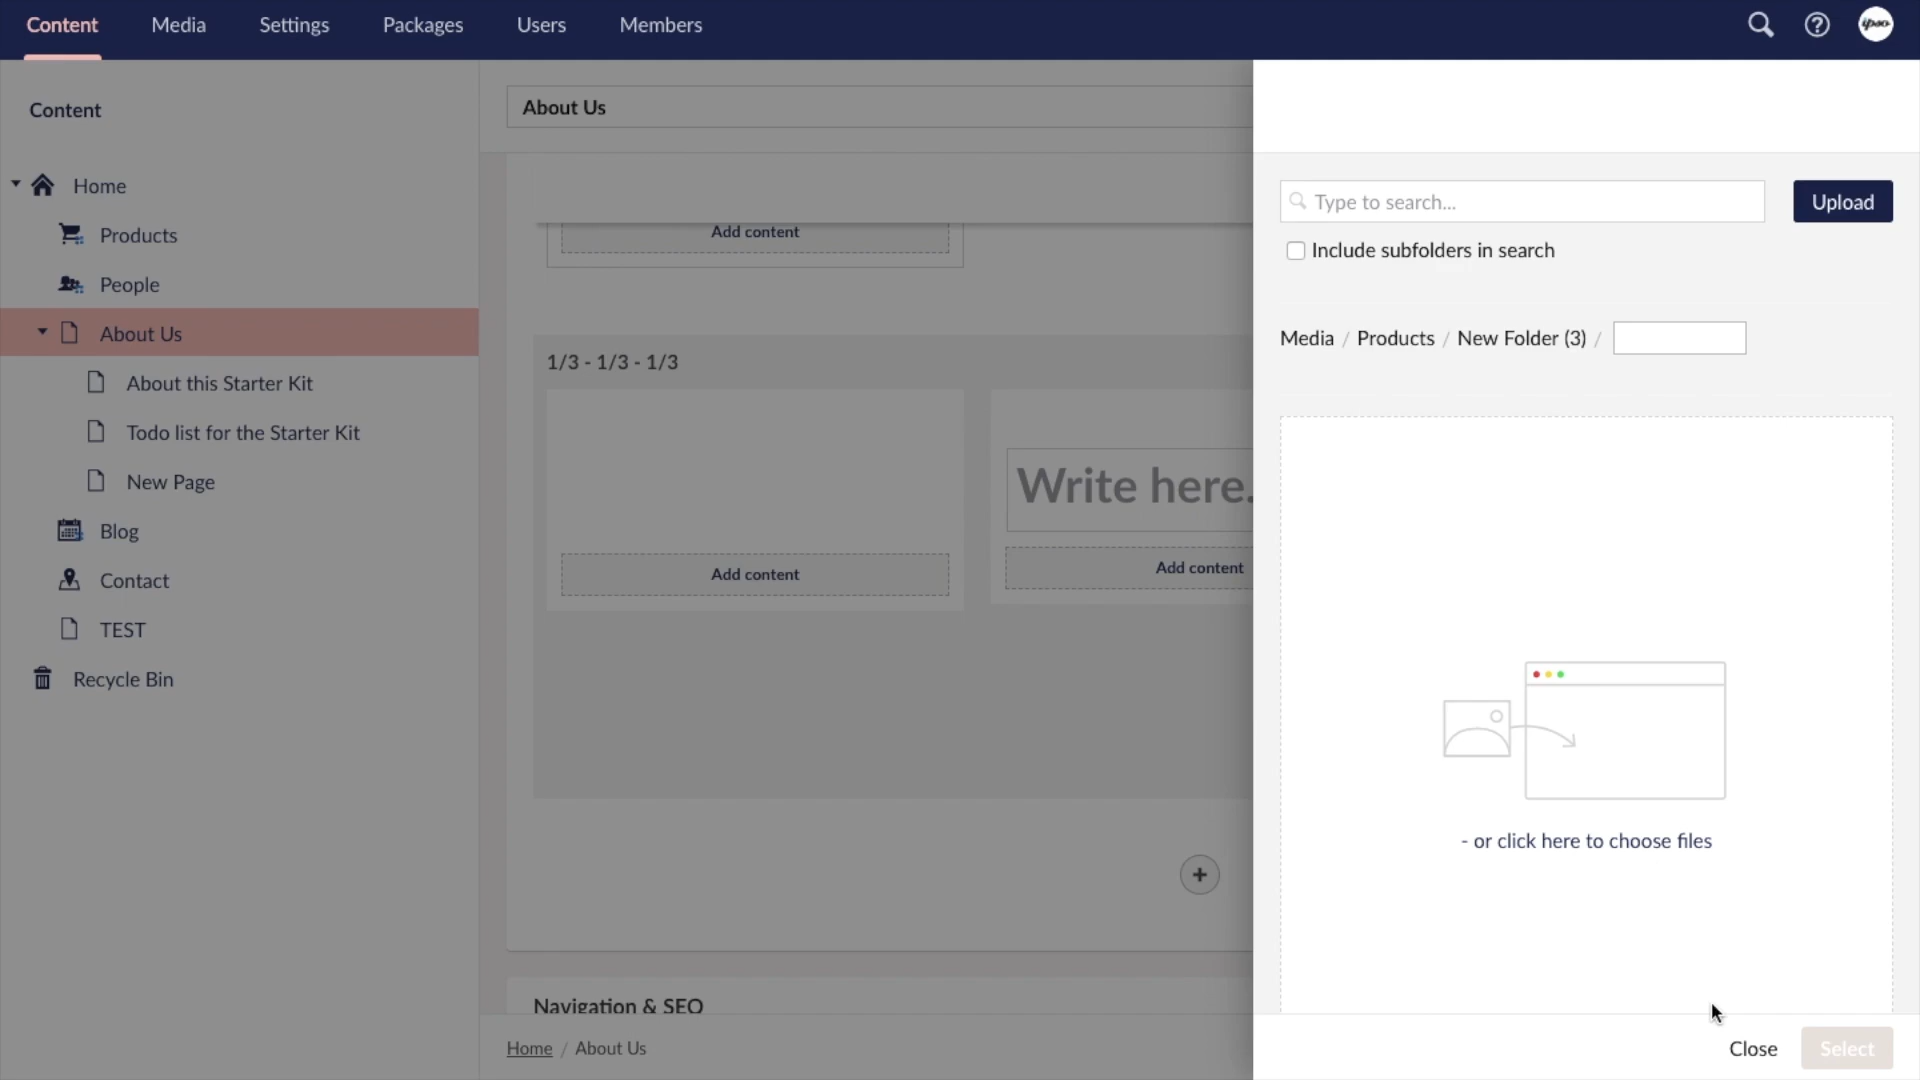 Content Media Settings Packages Users Members
ipso
Content
Home
Products
People
About Us
About this Starter Kit
Todo list for the Starter Kit
New Page
Blog
Contact
TEST
Recycle Bin
About Us
Add content
1/3 - 1/3 - 1/3
Write here.
Add content
Add content
Navigation & SEO
Home / About Us
Type to search...
Upload
Include subfolders in search
Media / Products / New Folder (3) /
- or click here to choose files
Close
Select